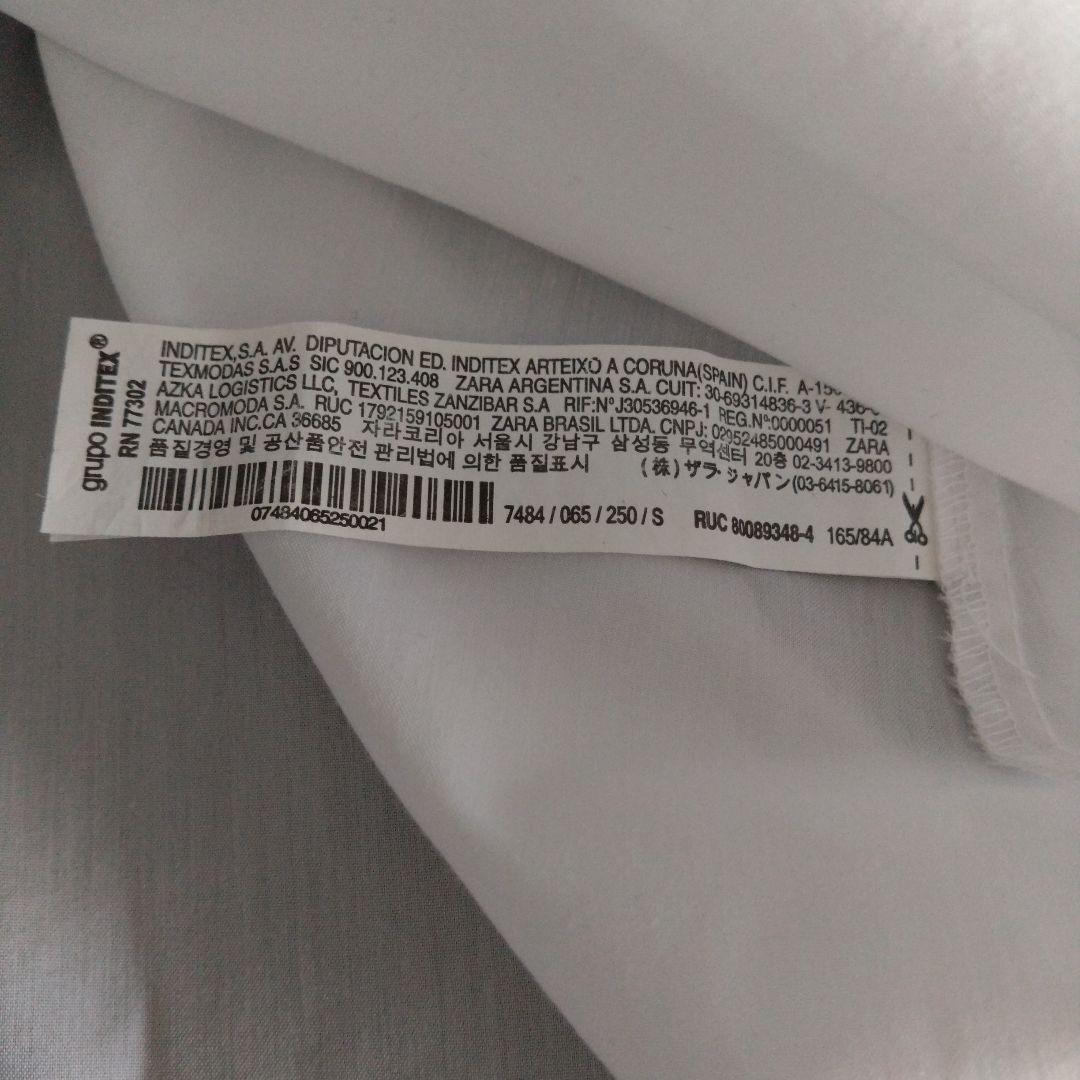 grupo INDITEX®
RN 77302
INDITEX,S.A. AV. DIPUTACION ED. INDITEX ARTEIXO A CORUNA(SPAIN) C.I.F.
TEXMODAS S.A.S SIC 900.123.408 ZARA ARGENTINA S.A. CUIT: 30-69314836-3 V-
AZKA LOGISTICS LLC, TEXTILES ZANZIBAR S.A RIF:NºJ30536946-1 REG.Nº:0000051 TI-02
MACROMODA S.A. RUC 1792159105001 ZARA BRASIL LTDA. CNPJ: 02952485000491 ZARA
CANADA INC.CA 36685 자라코리아 서울시 강남구 삼성동 무역센터 20층 02-3413-9800
품질경영 및 공산품안전 관리법에 의한 품질표시 (株)ザラ·ジャパン(03-6415-8061)
07484065250021
7484 / 065 / 250 / S RUC 80089348-4 165/84A